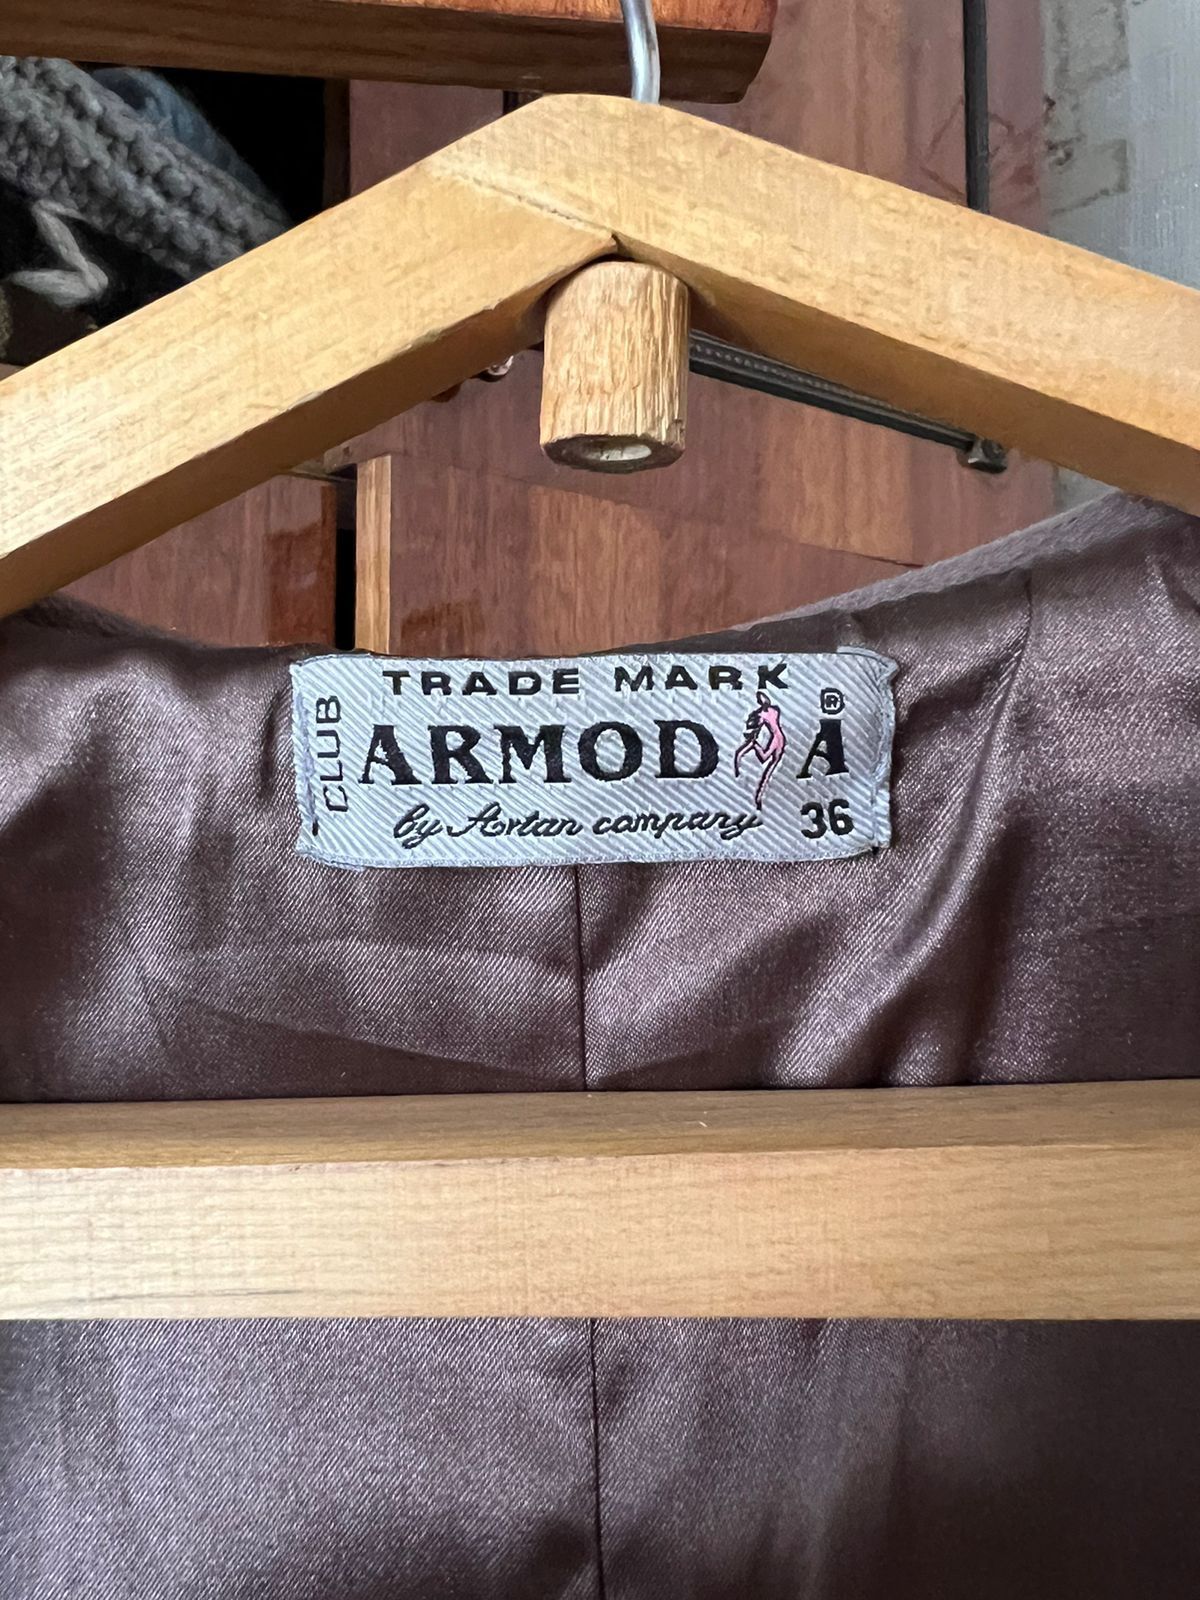 TRADE MARK
CLUB
ARMODA®
by Artan company 36